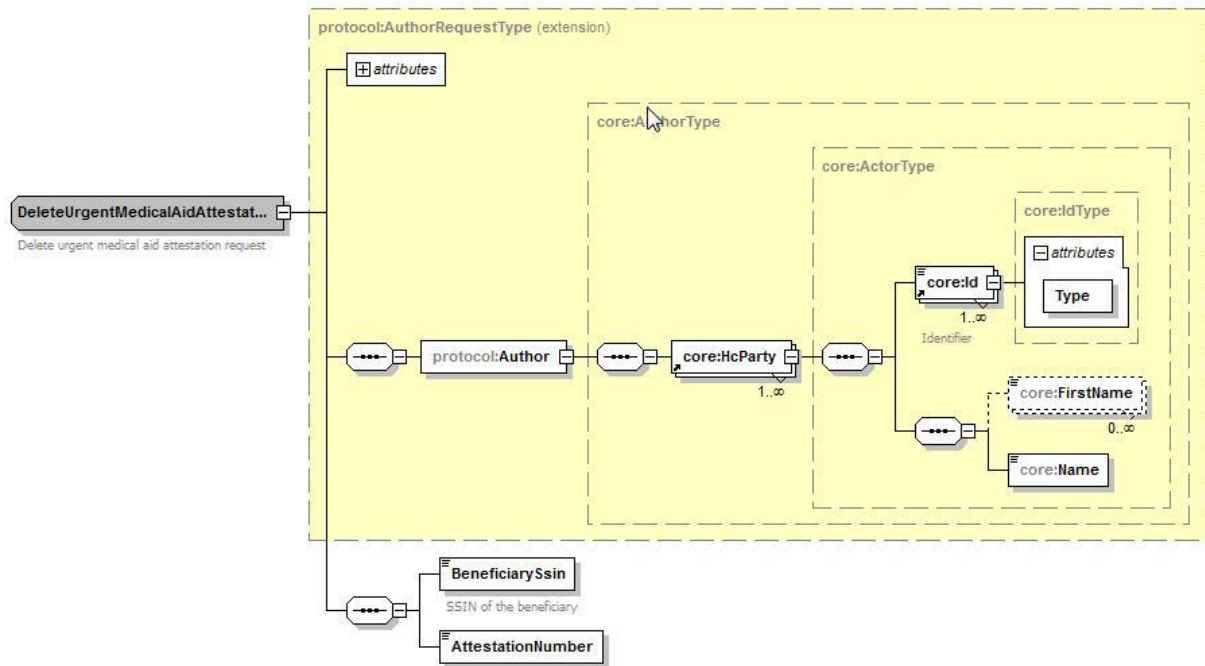 protocol:AuthorRequestType (extension)
attributes
core:AuthorType
core:ActorType
core:IdType
attributes
Type
DeleteUrgentMedicalAidAttestat...
Delete urgent medical aid attestation request
core:Id
1..∞
Identifier
protocol:Author
core:HcParty
1..∞
core:FirstName
0..∞
core:Name
BeneficiarySsin
SSIN of the beneficiary
AttestationNumber